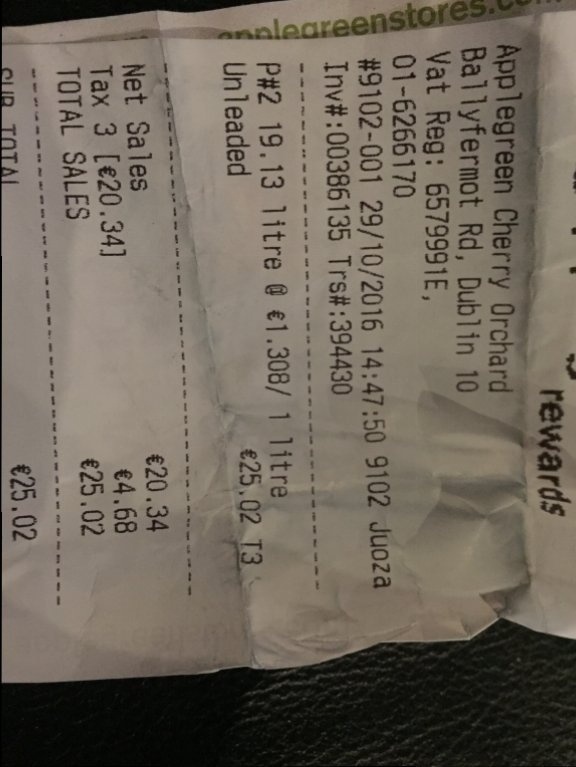 applegreenstores.co
rewards
Applegreen Cherry Orchard
Ballyfermot Rd, Dublin 10
Vat Reg: 6579991E,
01-6266170
#9102-001 29/10/2016 14:47:50 9102 Juoza
Inv#:00386135 Trs#:394430
P#2 19.13 litre @ €1.308/ 1 litre
Unleaded €25.02 T3
Net Sales €20.34
Tax 3 [€20.34] €4.68
TOTAL SALES €25.02
SUB TOTAL €25.02